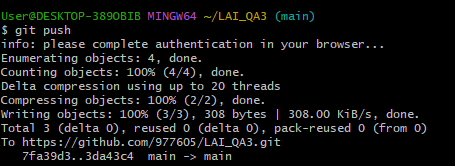 User@DESKTOP-389OBIB MINGW64 ~/LAI_QA3 (main)
$ git push
info: please complete authentication in your browser...
Enumerating objects: 4, done.
Counting objects: 100% (4/4), done.
Delta compression using up to 20 threads
Compressing objects: 100% (2/2), done.
Writing objects: 100% (3/3), 308 bytes | 308.00 KiB/s, done.
Total 3 (delta 0), reused 0 (delta 0), pack-reused 0 (from 0)
To https://github.com/977605/LAI_QA3.git
   7fa39d3..3da43c4  main -> main